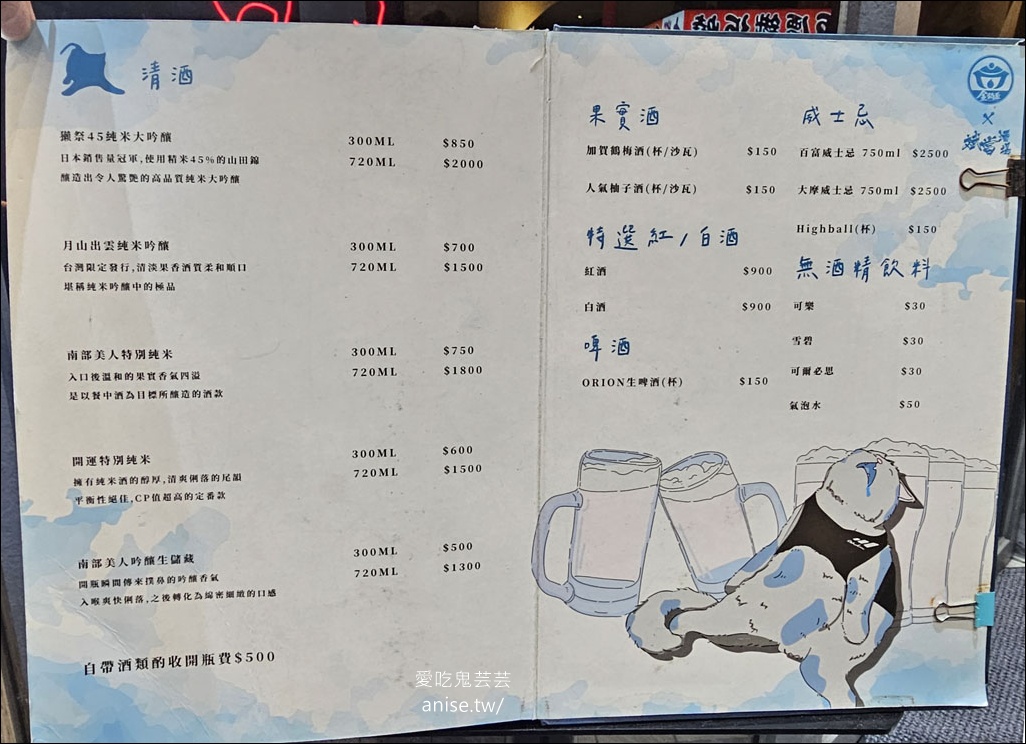 清酒
獺祭45純米大吟釀
300ML $850
日本銷售量冠軍,使用精米45%的山田錦
720ML $2000
釀造出令人驚艷的高品質純米大吟釀
月山出雲純米吟釀
300ML $700
台灣限定發行,清淡果香酒質柔和順口
720ML $1500
堪稱純米吟釀中的極品
南部美人特別純米
300ML $750
入口後溫和的果實香氣四溢
720ML $1800
是以餐中酒為目標所釀造的酒款
開運特別純米
300ML $600
擁有純米酒的醇厚,清爽俐落的尾韻
720ML $1500
平衡性絕佳,CP值超高的定番款
南部美人吟釀生儲藏
300ML $500
開瓶瞬間傳來撲鼻的吟釀香氣
720ML $1300
入喉爽快俐落,之後轉化為綿密細緻的口感
自帶酒類酌收開瓶費$500
果實酒
加賀鶴梅酒(杯/沙瓦) $150
人氣柚子酒(杯/沙瓦) $150
特選紅/白酒
紅酒 $900
白酒 $900
啤酒
ORION生啤酒(杯) $150
威士忌
百富威士忌 750ml $2500
大摩威士忌 750ml $2500
Highball(杯) $150
無酒精飲料
可樂 $30
雪碧 $30
可爾必思 $30
氣泡水 $50
愛吃鬼芸芸
anise.tw/